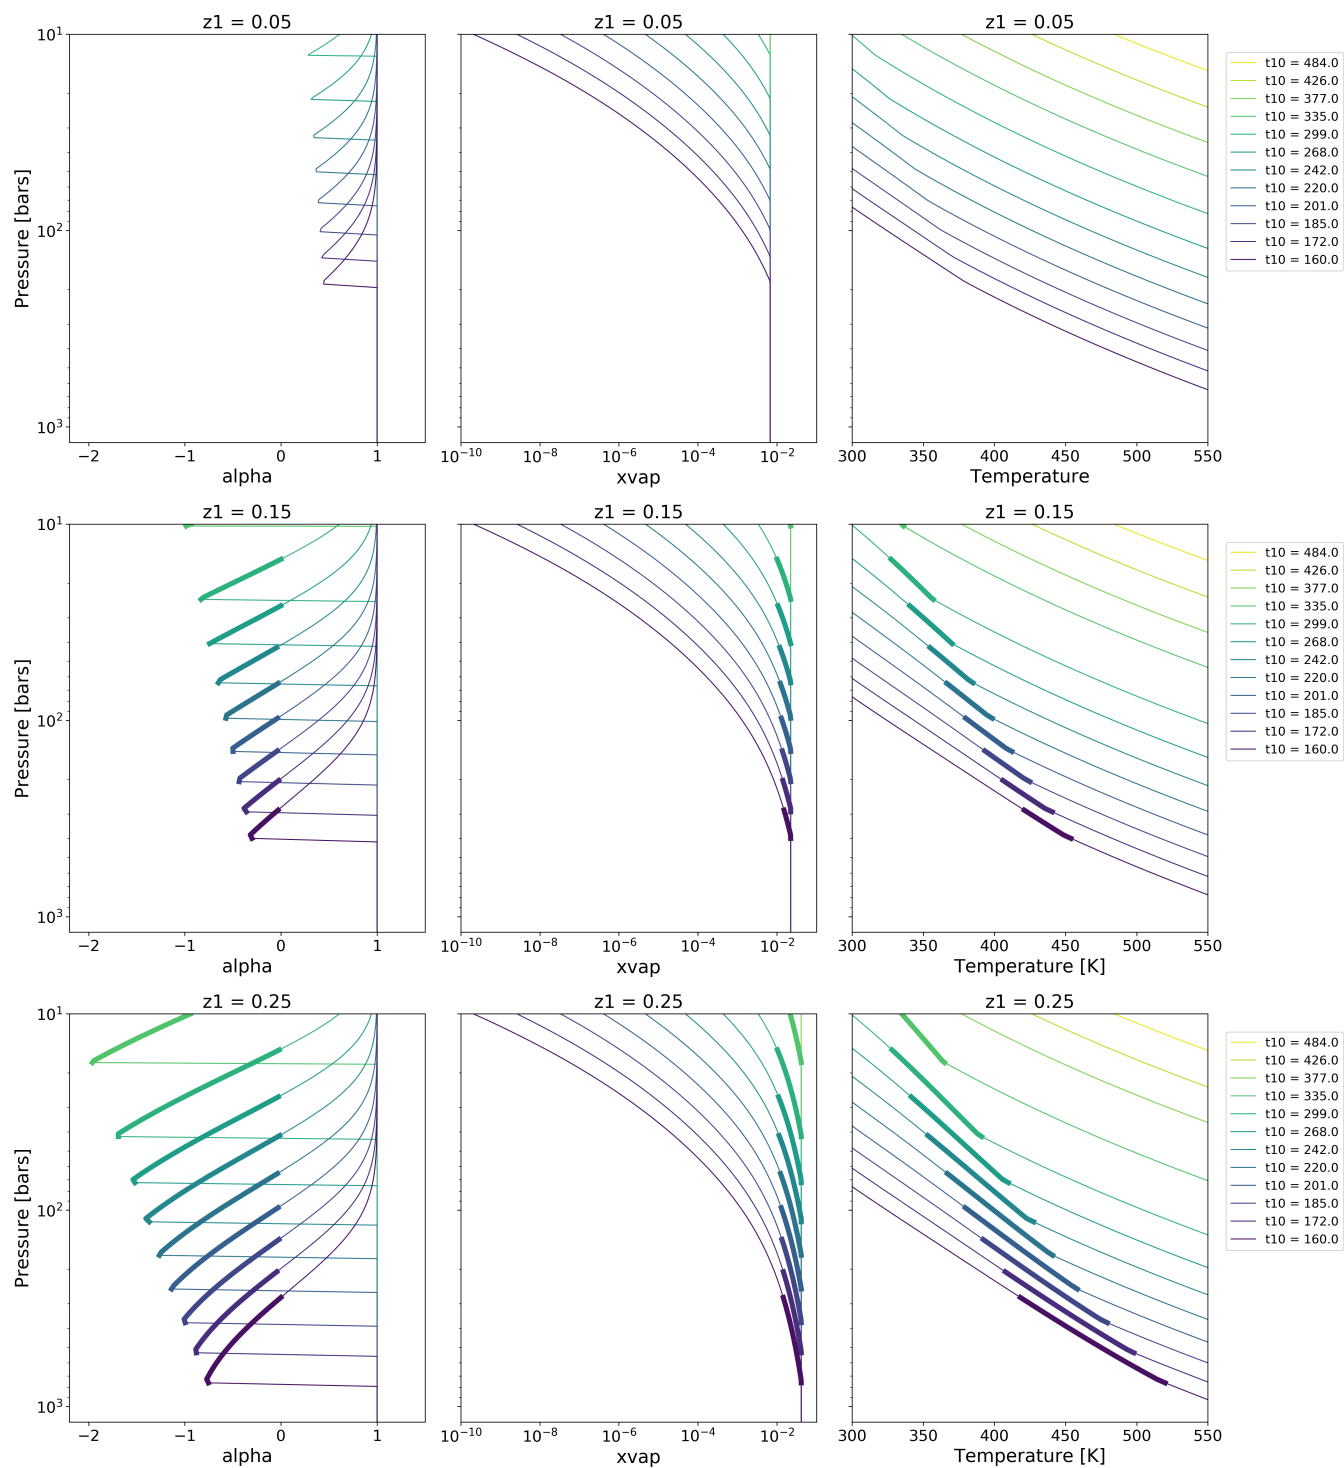 z1 = 0.05
z1 = 0.05
z1 = 0.05
10^1
10^2
10^3
Pressure [bars]
−2 −1 0 1
alpha
10^−10 10^−8 10^−6 10^−4 10^−2
xvap
300 350 400 450 500 550
Temperature
t10 = 484.0
t10 = 426.0
t10 = 377.0
t10 = 335.0
t10 = 299.0
t10 = 268.0
t10 = 242.0
t10 = 220.0
t10 = 201.0
t10 = 185.0
t10 = 172.0
t10 = 160.0
z1 = 0.15
z1 = 0.15
z1 = 0.15
10^1
10^2
10^3
Pressure [bars]
−2 −1 0 1
alpha
10^−10 10^−8 10^−6 10^−4 10^−2
xvap
300 350 400 450 500 550
Temperature [K]
t10 = 484.0
t10 = 426.0
t10 = 377.0
t10 = 335.0
t10 = 299.0
t10 = 268.0
t10 = 242.0
t10 = 220.0
t10 = 201.0
t10 = 185.0
t10 = 172.0
t10 = 160.0
z1 = 0.25
z1 = 0.25
z1 = 0.25
10^1
10^2
10^3
Pressure [bars]
−2 −1 0 1
alpha
10^−10 10^−8 10^−6 10^−4 10^−2
xvap
300 350 400 450 500 550
Temperature [K]
t10 = 484.0
t10 = 426.0
t10 = 377.0
t10 = 335.0
t10 = 299.0
t10 = 268.0
t10 = 242.0
t10 = 220.0
t10 = 201.0
t10 = 185.0
t10 = 172.0
t10 = 160.0